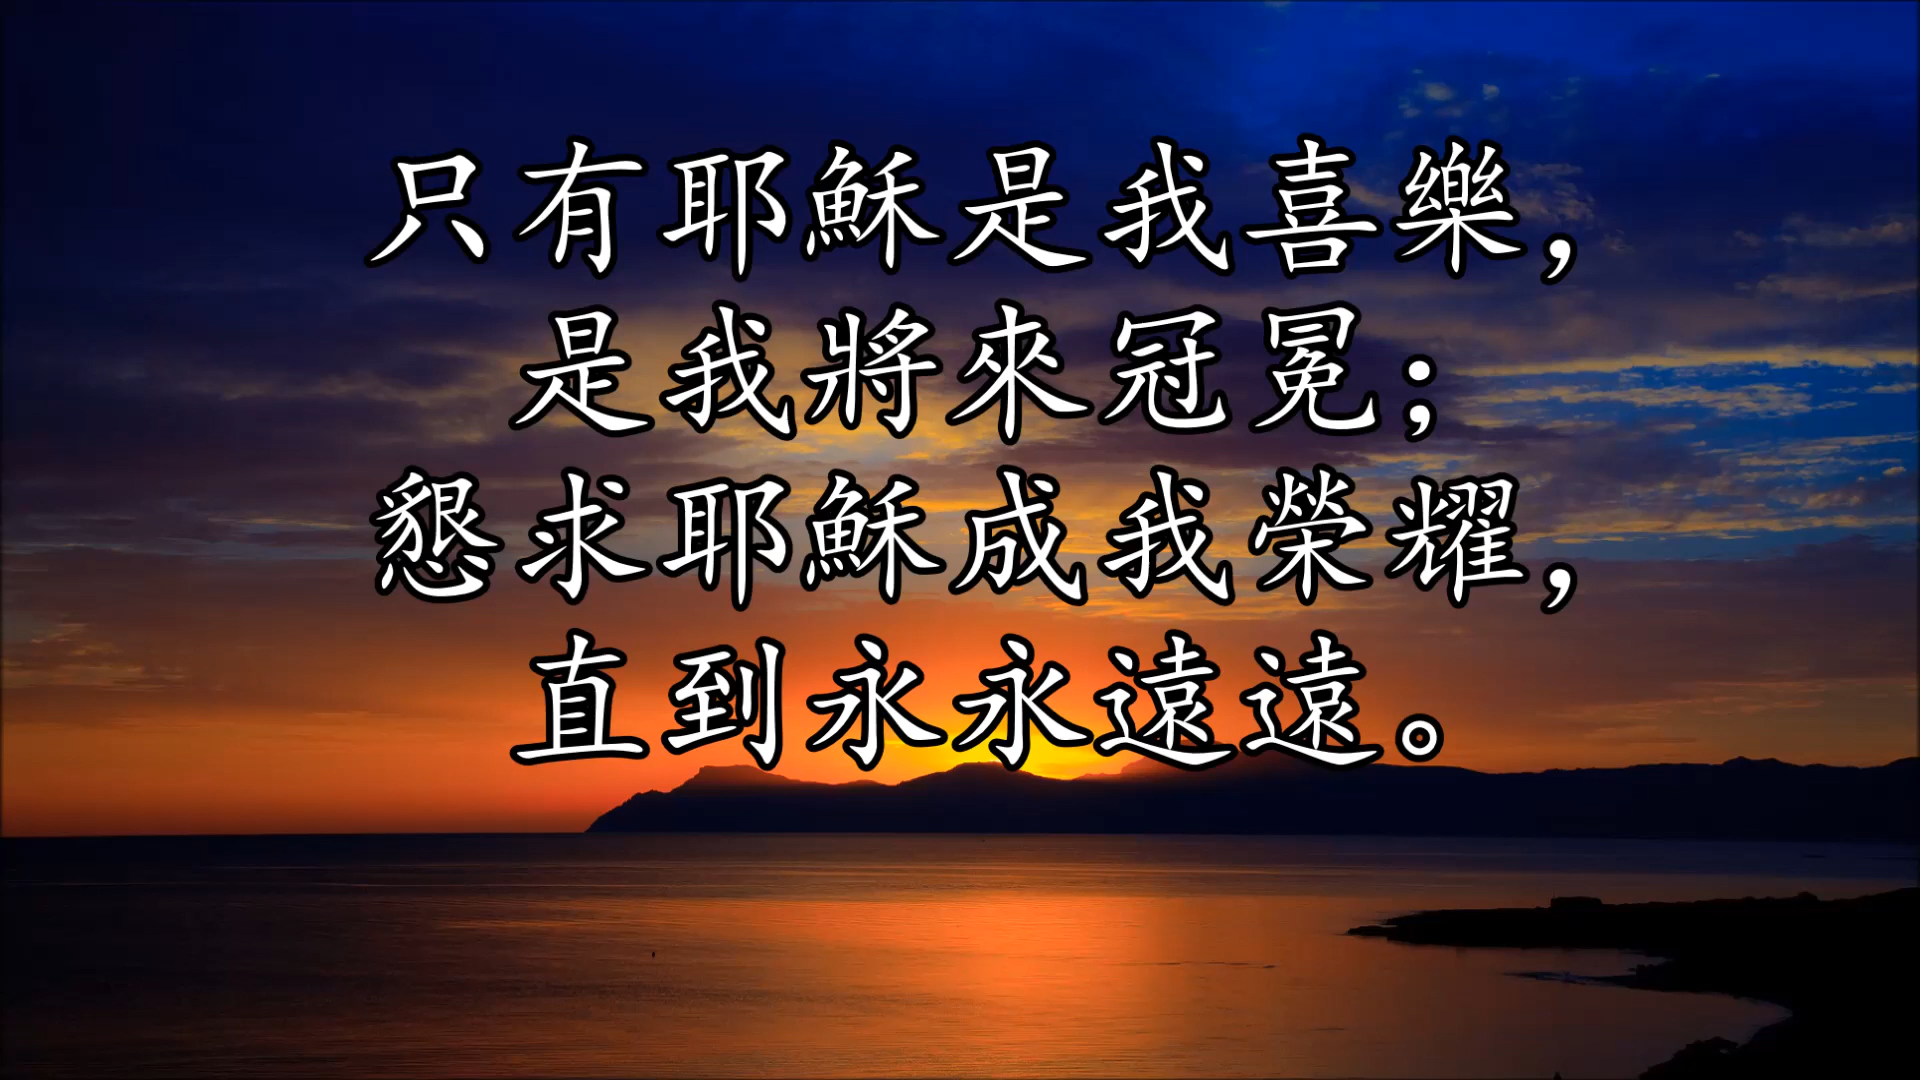 只有耶穌是我喜樂，
是我將來冠冕；
懇求耶穌成我榮耀，
直到永永遠遠。